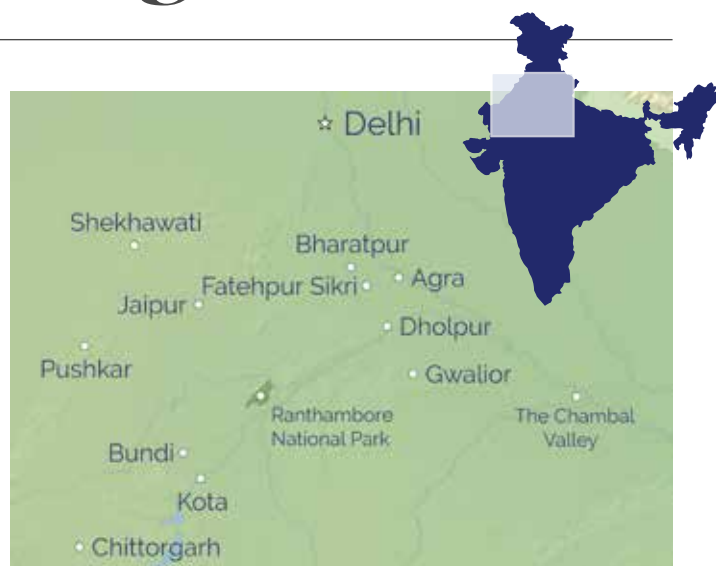 Delhi
Shekhawati
Bharatpur
Fatehpur Sikri
Agra
Jaipur
Dholpur
Pushkar
Gwalior
Ranthambore
National Park
The Chambal
Valley
Bundi
Kota
Chittorgarh